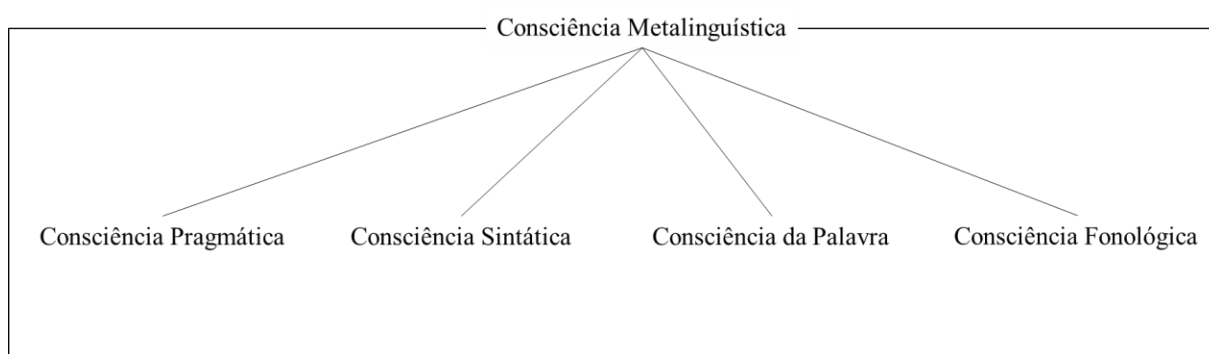 Consciência Metalinguística
Consciência Pragmática
Consciência Sintática
Consciência da Palavra
Consciência Fonológica